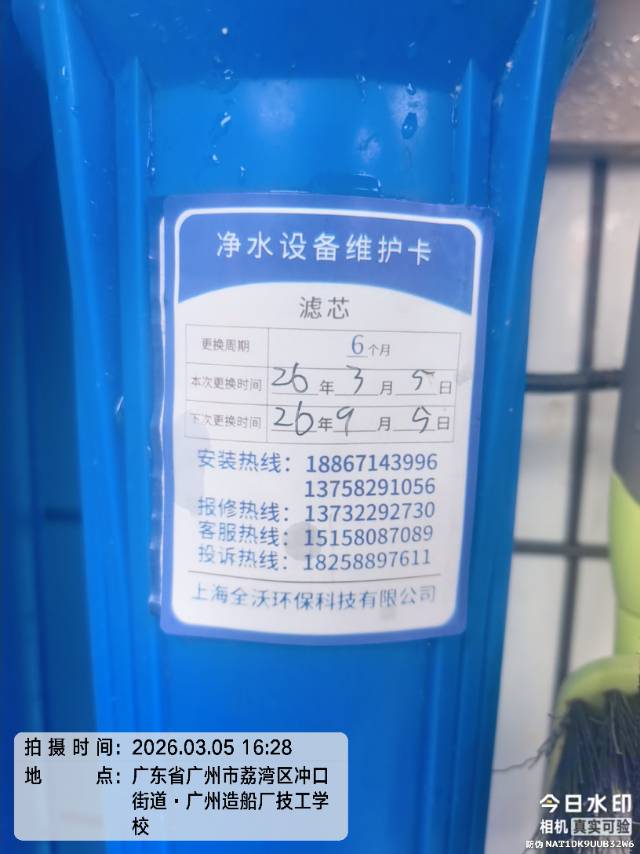 净水设备维护卡
滤芯
更换周期 6个月
本次更换时间 26年3月5日
下次更换时间 26年9月5日
安装热线：18867143996
13758291056
报修热线：13732292730
客服热线：15158087089
投诉热线：18258897611
上海全沃环保科技有限公司
拍摄时间：2026.03.05 16:28
地点：广东省广州市荔湾区冲口
街道·广州造船厂技工学
校
今日水印
相机 真实可验
防伪 NAT1DK9UUB32W6